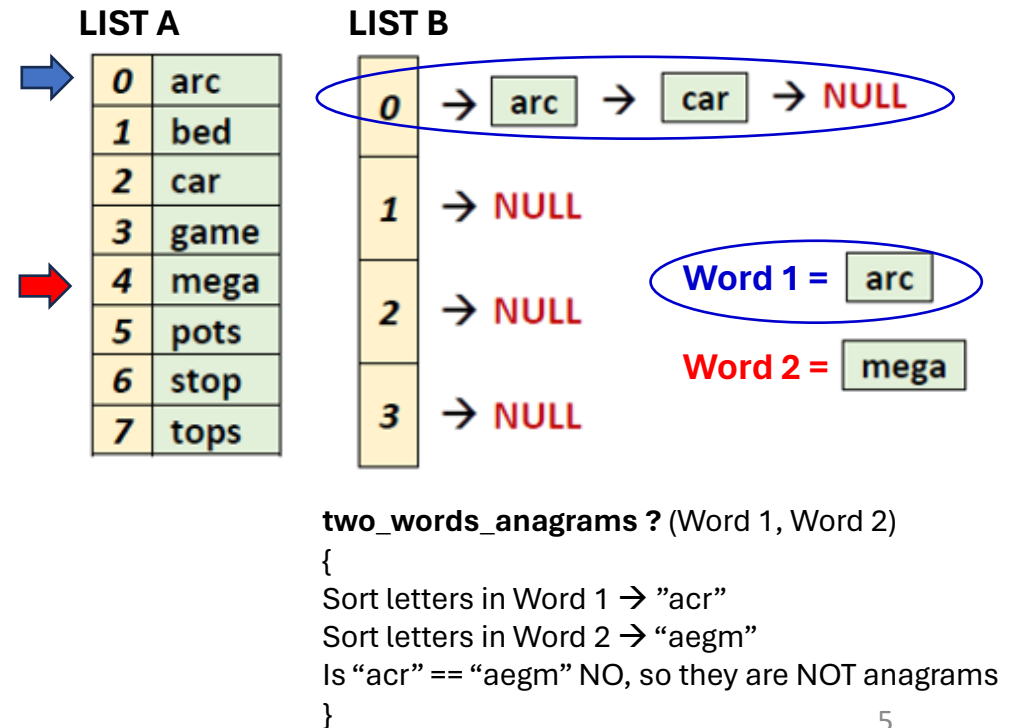 LIST A
LIST B
0 arc
1 bed
2 car
3 game
4 mega
5 pots
6 stop
7 tops
0 → arc → car → NULL
1 → NULL
2 → NULL
3 → NULL
Word 1 = arc
Word 2 = mega
two_words_anagrams ? (Word 1, Word 2)
{
Sort letters in Word 1 → ”acr”
Sort letters in Word 2 → “aegm”
Is “acr” == “aegm” NO, so they are NOT anagrams
}
5